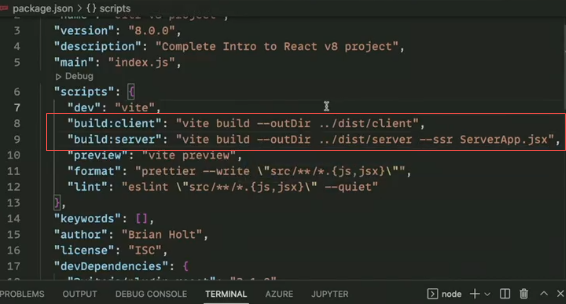 package.json > {} scripts
2 "name": "citr-v8-project",
3 "version": "8.0.0",
4 "description": "Complete Intro to React v8 project",
5 "main": "index.js",
Debug
6 "scripts": {
7 "dev": "vite",
8 "build:client": "vite build --outDir ../dist/client",
9 "build:server": "vite build --outDir ../dist/server --ssr ServerApp.jsx",
10 "preview": "vite preview",
11 "format": "prettier --write \"src/**/*.{js,jsx}\"",
12 "lint": "eslint \"src/**/*.{js,jsx}\" --quiet"
13 },
14 "keywords": [],
15 "author": "Brian Holt",
16 "license": "ISC",
17 "devDependencies": {
PROBLEMS OUTPUT DEBUG CONSOLE TERMINAL AZURE JUPYTER node